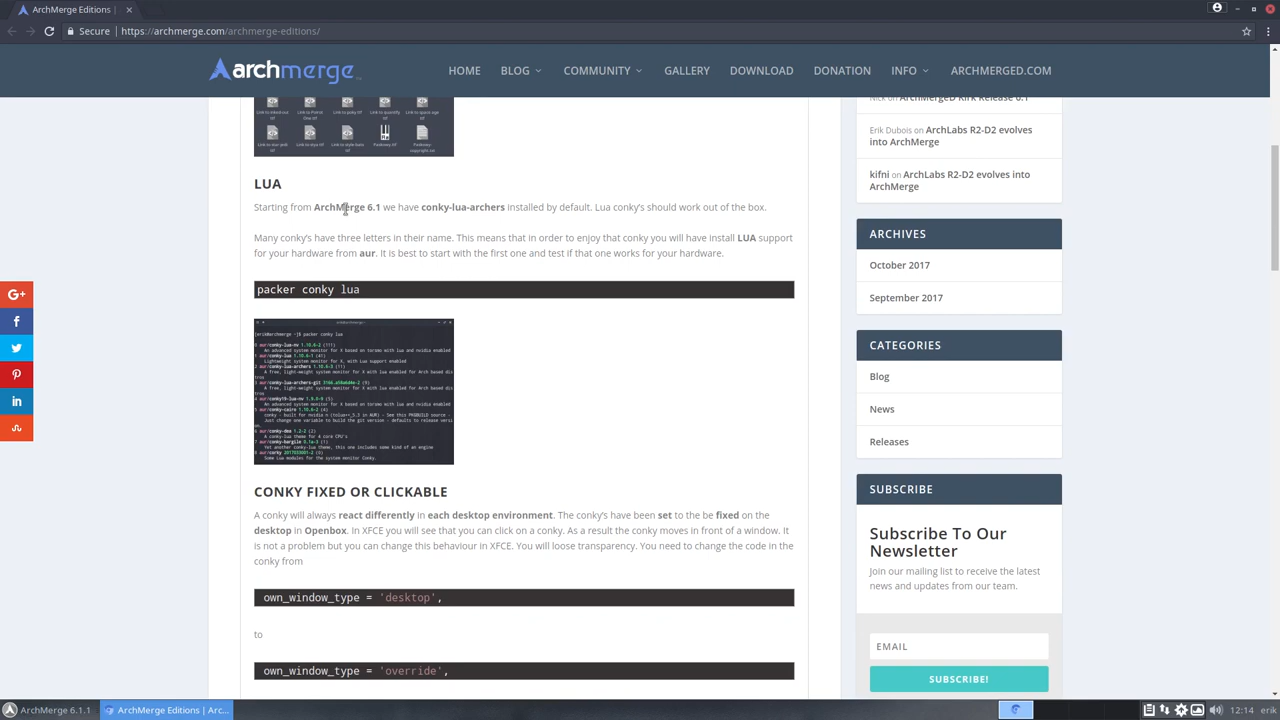 ArchMerge Editions |
Secure
https://archmerge.com/archmerge-editions/
archmerge
HOME
BLOG
COMMUNITY
GALLERY
DOWNLOAD
DONATION
INFO
ARCHMERGED.COM
LUA
Starting from ArchMerge 6.1 we have conky-lua-archers installed by default. Lua conky's should work out of the box.
Many conky's have three letters in their name. This means that in order to enjoy that conky you will have install LUA support
for your hardware from aur. It is best to start with the first one and test if that one works for your hardware.
packer conky lua
[erik@archmerge ~]$ packer conky lua
CONKY FIXED OR CLICKABLE
A conky will always react differently in each desktop environment. The conky's have been set to the be fixed on the
desktop in Openbox. In XFCE you will see that you can click on a conky. As a result the conky moves in front of a window. It
is not a problem but you can change this behaviour in XFCE. You will loose transparency. You need to change the code in the
conky from
own_window_type = 'desktop',
to
own_window_type = 'override',
Erik Dubois on ArchLabs R2-D2 evolves
into ArchMerge
kifni on ArchLabs R2-D2 evolves into
ArchMerge
ARCHIVES
October 2017
September 2017
CATEGORIES
Blog
News
Releases
SUBSCRIBE
Subscribe To Our
Newsletter
Join our mailing list to receive the latest
news and updates from our team.
EMAIL
SUBSCRIBE!
ArchMerge 6.1.1
ArchMerge Editions | Arc...
12:14
erik